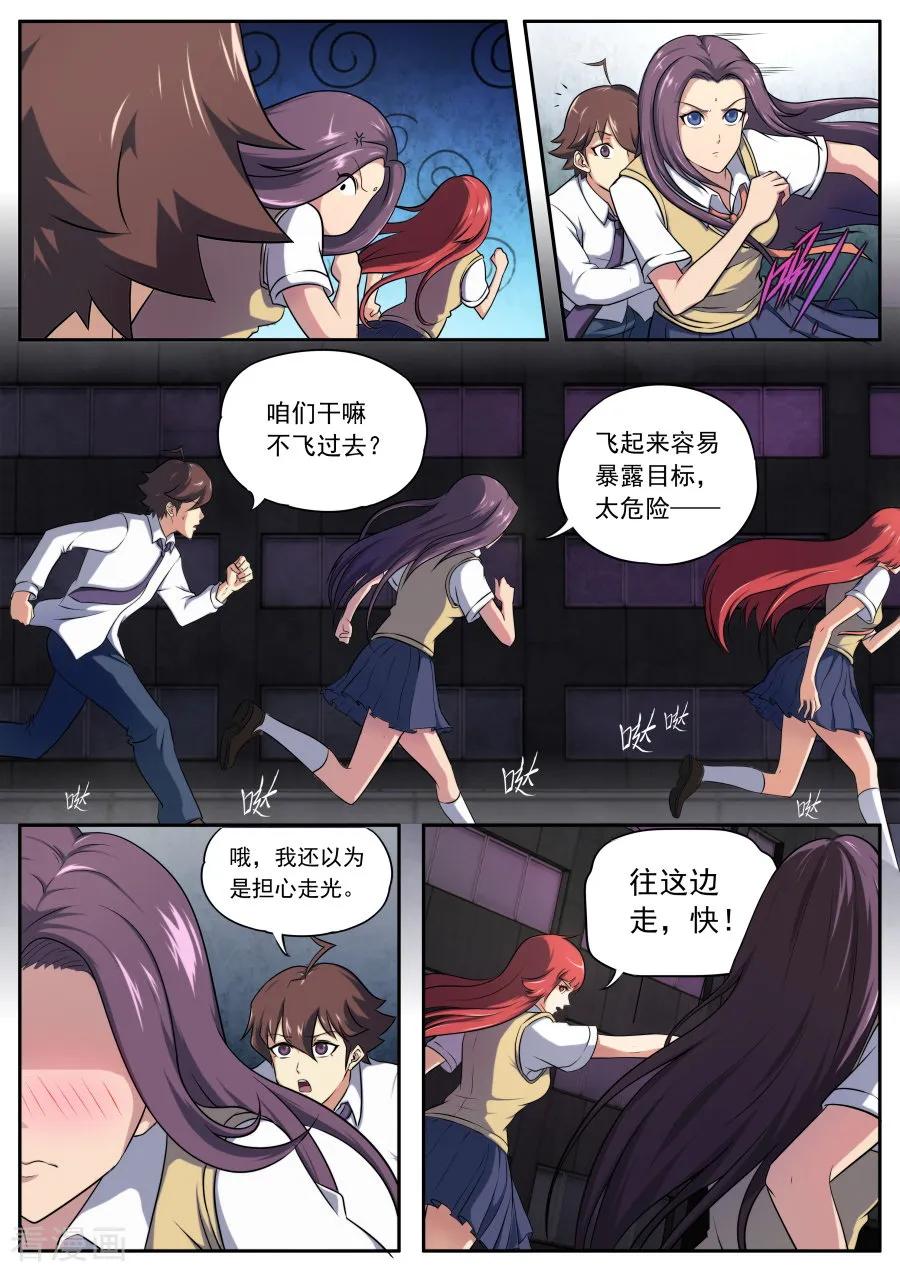 咱们干嘛
不飞过去？
飞起来容易
暴露目标，
太危险——
哒
哒
哒
哒哒
哒
哦，我还以为
是担心走光。
往这边
走，快！
看漫画